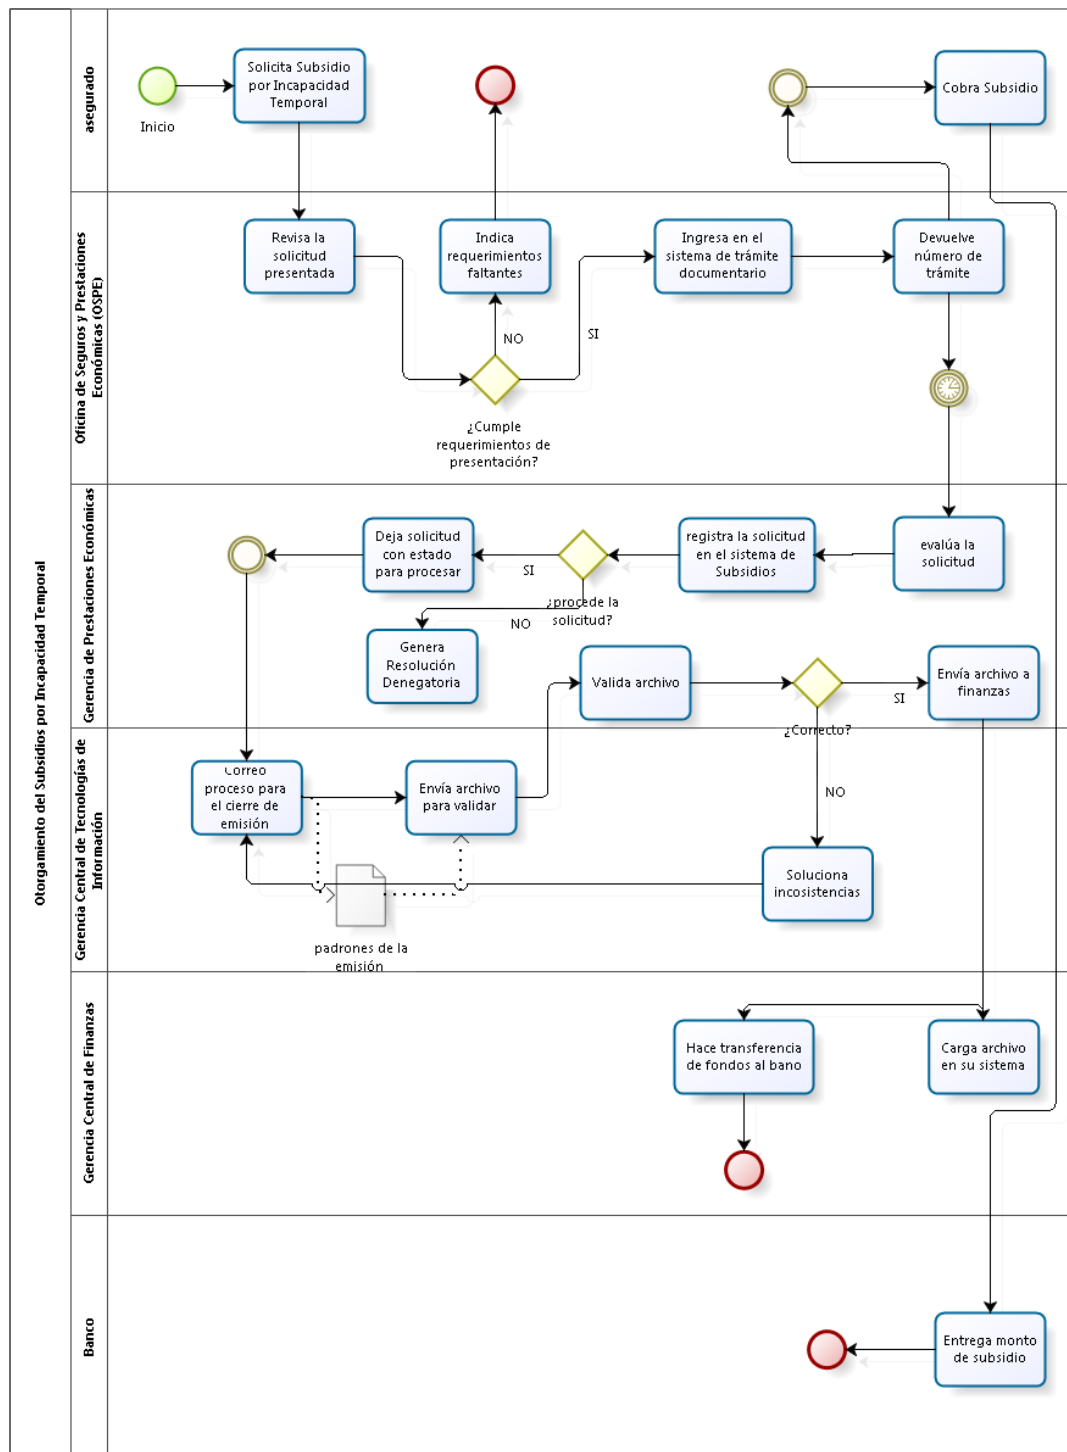 Otorgamiento del Subsidios por Incapacidad Temporal
asegurado
Inicio
Solicita Subsidio
por Incapacidad
Temporal
Cobra Subsidio
Oficina de Seguros y Prestaciones
Económicas (OSPE)
Revisa la
solicitud
presentada
Indica
requerimientos
faltantes
Ingresa en el
sistema de trámite
documentario
Devuelve
número de
trámite
NO
SI
¿Cumple
requerimientos de
presentación?
Gerencia de Prestaciones Económicas
Deja solicitud
con estado
para procesar
SI
¿procede la
solicitud?
NO
registra la solicitud
en el sistema de
Subsidios
evalúa la
solicitud
Genera
Resolución
Denegatoria
Valida archivo
¿Correcto?
SI
Envía archivo a
finanzas
Gerencia Central de Tecnologías de
Información
Correo
proceso para
el cierre de
emisión
Envía archivo
para validar
NO
Soluciona
incosistencias
padrones de la
emisión
Gerencia Central de Finanzas
Hace transferencia
de fondos al bano
Carga archivo
en su sistema
Banco
Entrega monto
de subsidio